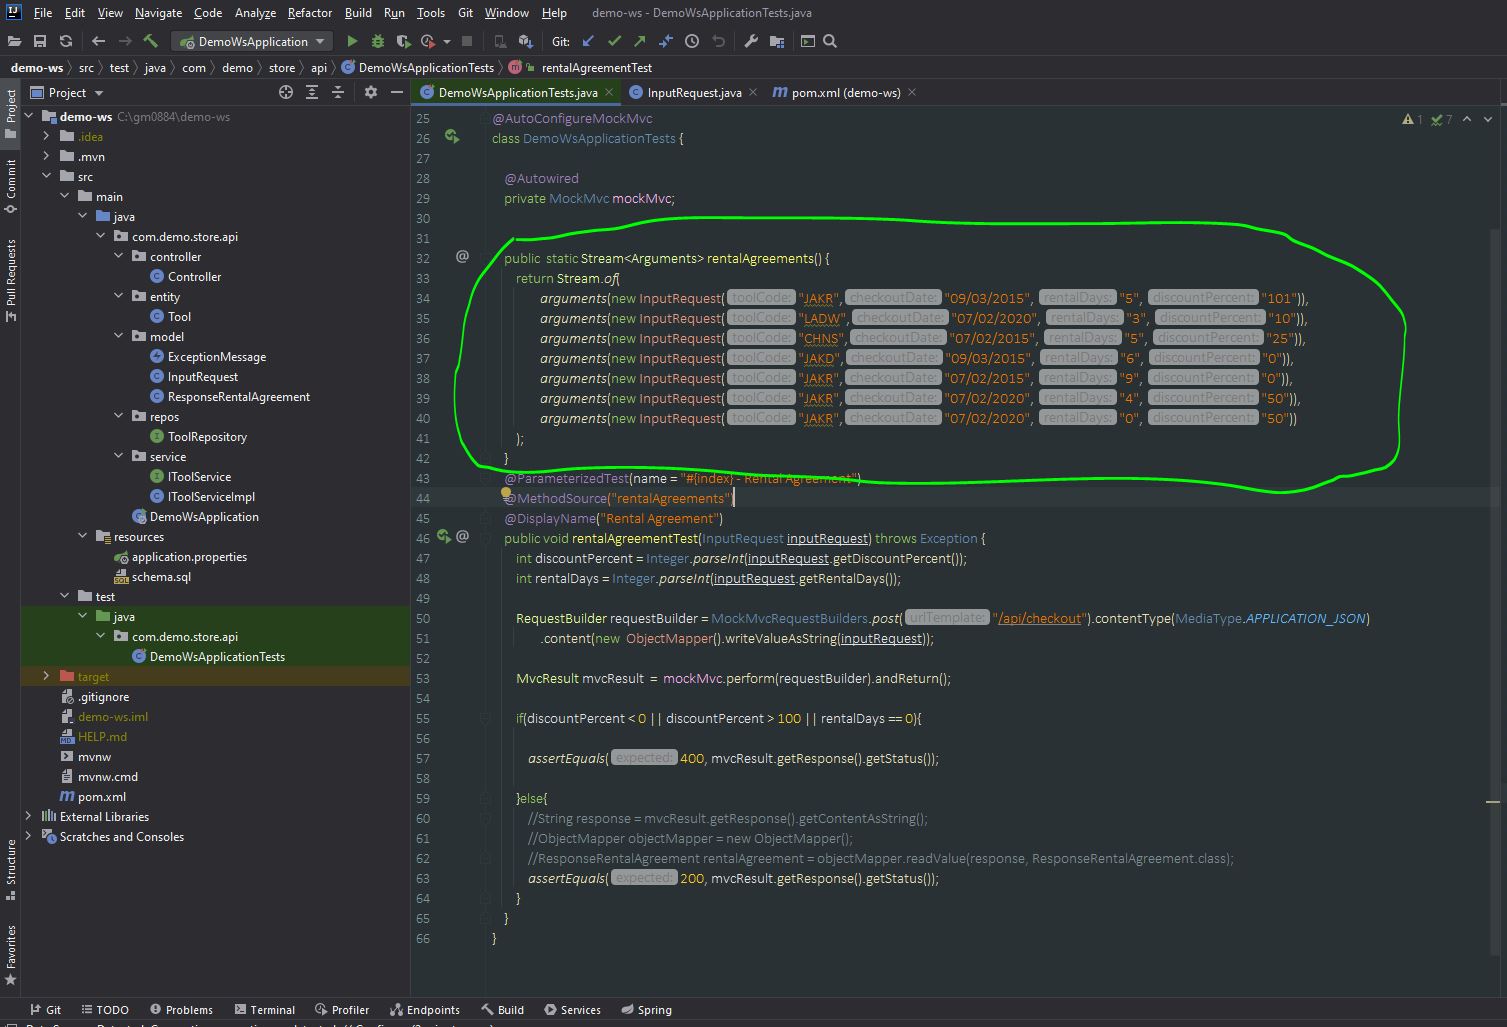 File Edit View Navigate Code Analyze Refactor Build Run Tools Git Window Help demo-ws - DemoWsApplicationTests.java
DemoWsApplication Git:
demo-ws src test java com demo store api DemoWsApplicationTests rentalAgreementTest
Project
DemoWsApplicationTests.java InputRequest.java pom.xml (demo-ws)
Project
Commit
Pull Requests
Structure
Favorites
demo-ws C:\gm0884\demo-ws
.idea
.mvn
src
main
java
com.demo.store.api
controller
Controller
entity
Tool
model
ExceptionMessage
InputRequest
ResponseRentalAgreement
repos
ToolRepository
service
IToolService
IToolServiceImpl
DemoWsApplication
resources
application.properties
schema.sql
test
java
com.demo.store.api
DemoWsApplicationTests
target
.gitignore
demo-ws.iml
HELP.md
mvnw
mvnw.cmd
pom.xml
External Libraries
Scratches and Consoles
1 7
25 @AutoConfigureMockMvc
26 class DemoWsApplicationTests {
27
28 @Autowired
29 private MockMvc mockMvc;
30
31
32 public static Stream<Arguments> rentalAgreements() {
33 return Stream.of(
34 arguments(new InputRequest( toolCode: "JAKR", checkoutDate: "09/03/2015", rentalDays: "5", discountPercent: "101")),
35 arguments(new InputRequest( toolCode: "LADW", checkoutDate: "07/02/2020", rentalDays: "3", discountPercent: "10")),
36 arguments(new InputRequest( toolCode: "CHNS", checkoutDate: "07/02/2015", rentalDays: "5", discountPercent: "25")),
37 arguments(new InputRequest( toolCode: "JAKD", checkoutDate: "09/03/2015", rentalDays: "6", discountPercent: "0")),
38 arguments(new InputRequest( toolCode: "JAKR", checkoutDate: "07/02/2015", rentalDays: "9", discountPercent: "0")),
39 arguments(new InputRequest( toolCode: "JAKR", checkoutDate: "07/02/2020", rentalDays: "4", discountPercent: "50")),
40 arguments(new InputRequest( toolCode: "JAKR", checkoutDate: "07/02/2020", rentalDays: "0", discountPercent: "50"))
41 );
42 }
43 @ParameterizedTest(name = "#{index} - Rental Agreement")
44 @MethodSource("rentalAgreements")
45 @DisplayName("Rental Agreement")
46 public void rentalAgreementTest(InputRequest inputRequest) throws Exception {
47 int discountPercent = Integer.parseInt(inputRequest.getDiscountPercent());
48 int rentalDays = Integer.parseInt(inputRequest.getRentalDays());
49
50 RequestBuilder requestBuilder = MockMvcRequestBuilders.post( urlTemplate: "/api/checkout").contentType(MediaType.APPLICATION_JSON)
51 .content(new ObjectMapper().writeValueAsString(inputRequest));
52
53 MvcResult mvcResult = mockMvc.perform(requestBuilder).andReturn();
54
55 if(discountPercent < 0 || discountPercent > 100 || rentalDays == 0){
56
57 assertEquals( expected: 400, mvcResult.getResponse().getStatus());
58
59 }else{
60 //String response = mvcResult.getResponse().getContentAsString();
61 //ObjectMapper objectMapper = new ObjectMapper();
62 //ResponseRentalAgreement rentalAgreement = objectMapper.readValue(response, ResponseRentalAgreement.class);
63 assertEquals( expected: 200, mvcResult.getResponse().getStatus());
64 }
65 }
66 }
Git TODO Problems Terminal Profiler Endpoints Build Services Spring